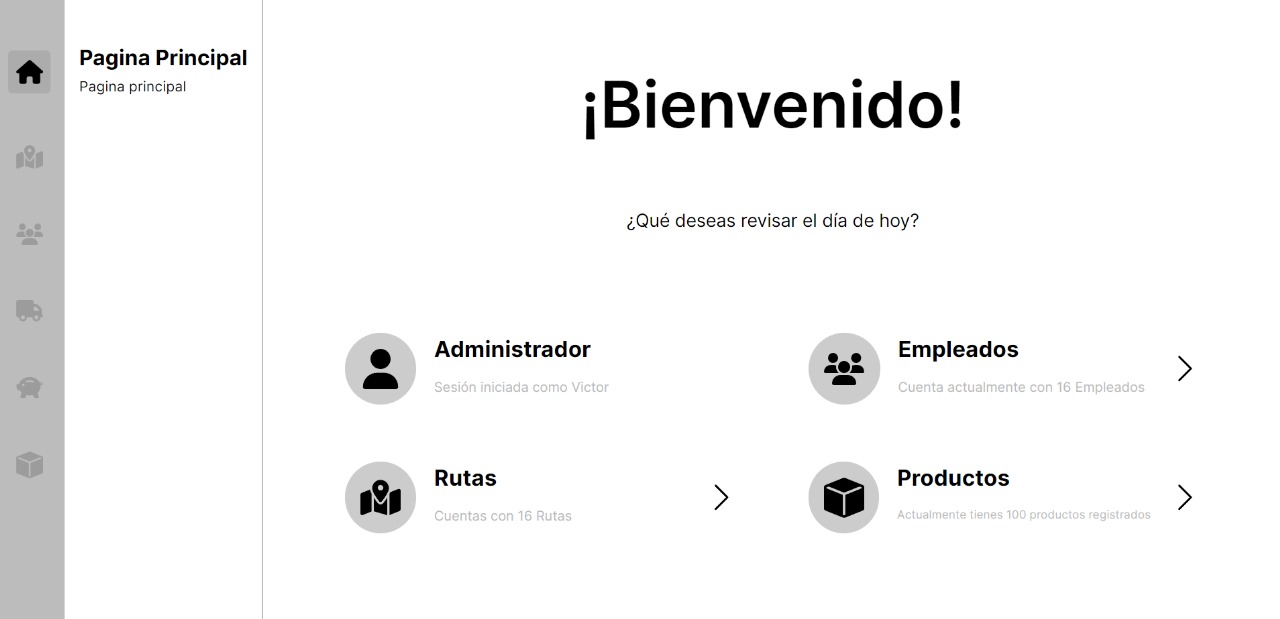 Pagina Principal
Pagina principal
¡Bienvenido!
¿Qué deseas revisar el día de hoy?
Administrador
Sesión iniciada como Victor
Empleados
Cuenta actualmente con 16 Empleados
Rutas
Cuentas con 16 Rutas
Productos
Actualmente tienes 100 productos registrados